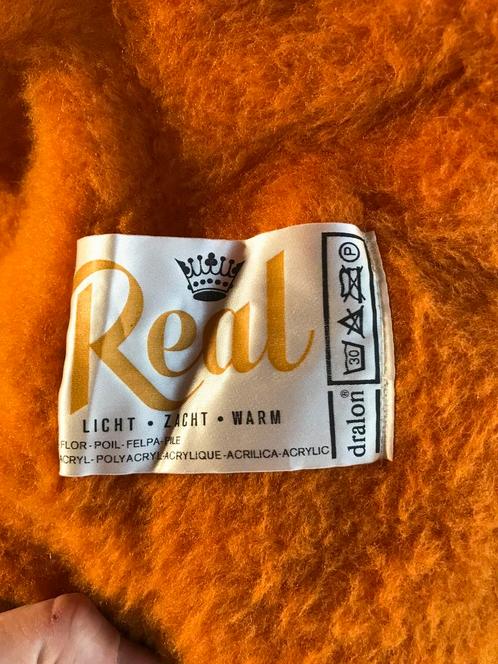 Real
LICHT • ZACHT • WARM
FLOR-POIL-FELPA-PILE
ACRYL-POLYACRYL-ACRYLIQUE-ACRILICA-ACRYLIC
30
P
dralon®